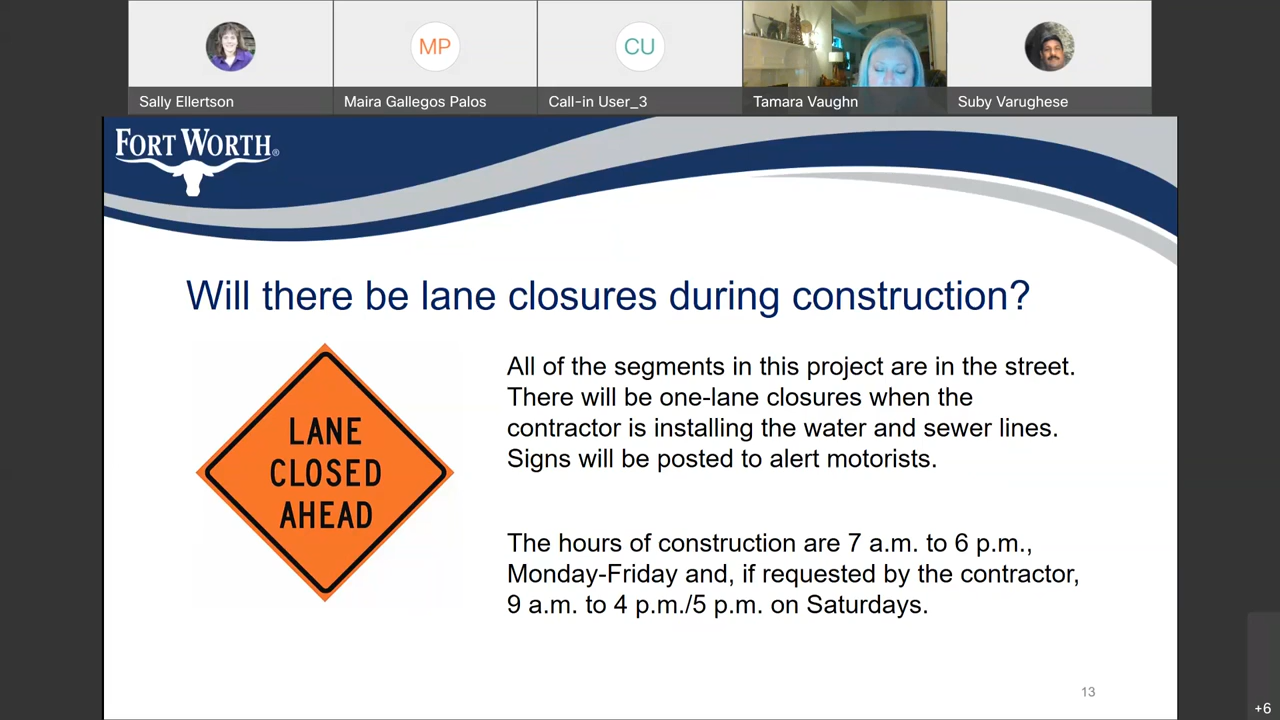 MP
CU
Sally Ellertson
Maira Gallegos Palos
Call-in User_3
Tamara Vaughn
Suby Varughese
FORT WORTH®
Will there be lane closures during construction?
LANE
CLOSED
AHEAD
All of the segments in this project are in the street.
There will be one-lane closures when the
contractor is installing the water and sewer lines.
Signs will be posted to alert motorists.
The hours of construction are 7 a.m. to 6 p.m.,
Monday-Friday and, if requested by the contractor,
9 a.m. to 4 p.m./5 p.m. on Saturdays.
13
+6